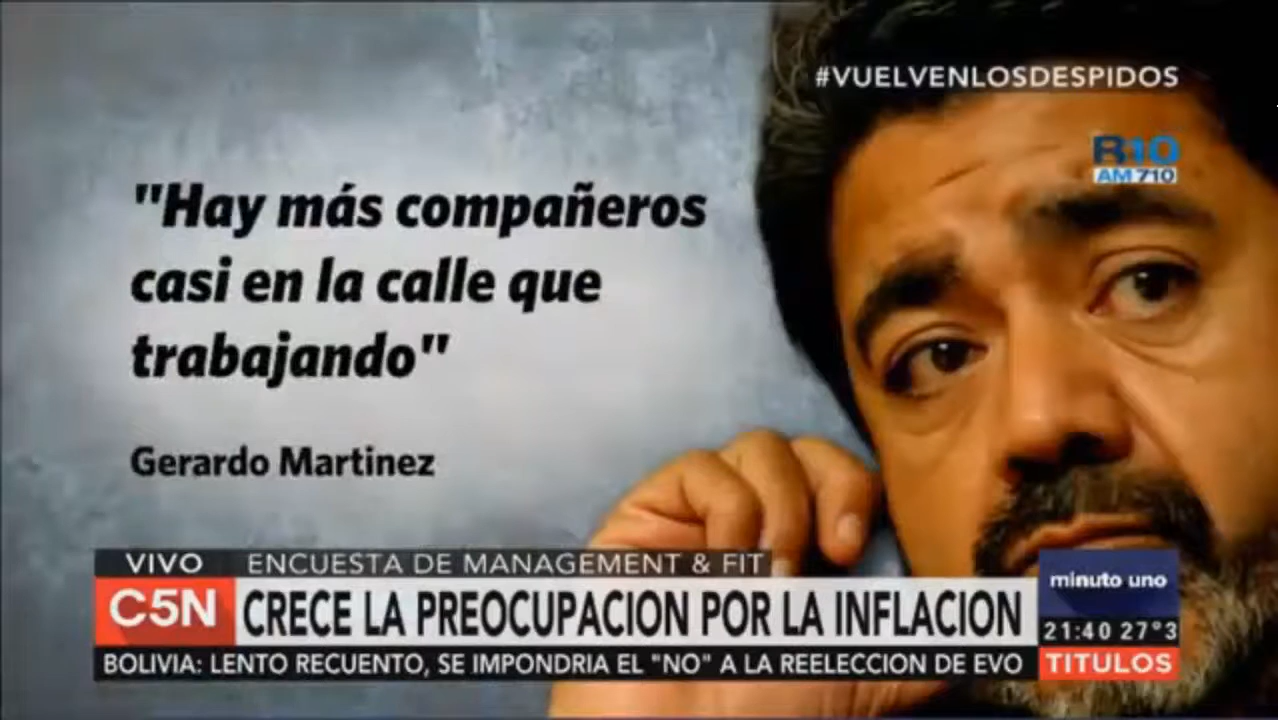 #VUELVENLOSDESPIDOS
R10
AM 710
"Hay más compañeros
casi en la calle que
trabajando"
Gerardo Martinez
VIVO ENCUESTA DE MANAGEMENT & FIT
C5N CRECE LA PREOCUPACION POR LA INFLACION
minuto uno
21:40 27°3
BOLIVIA: LENTO RECUENTO, SE IMPONDRIA EL "NO" A LA REELECCION DE EVO
TITULOS